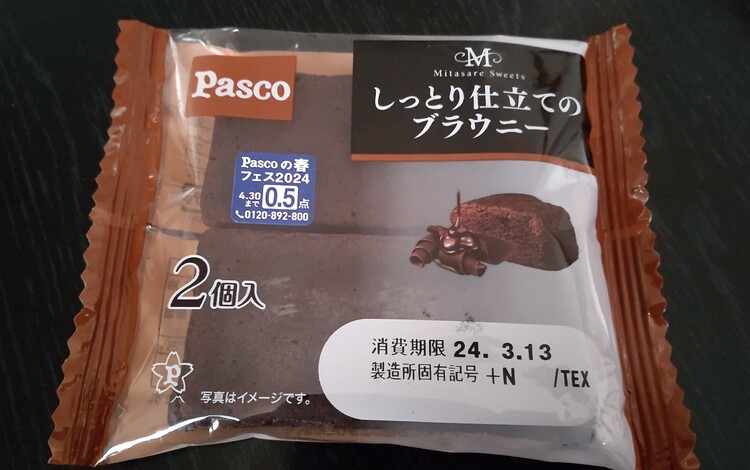 Pasco
M
Mitasare Sweets
しっとり仕立ての
ブラウニー
Pascoの春
フェス2024
4.30まで 0.5点
0120-892-800
2個入
消費期限 24. 3.13
製造所固有記号 +N /TEX
P
写真はイメージです。